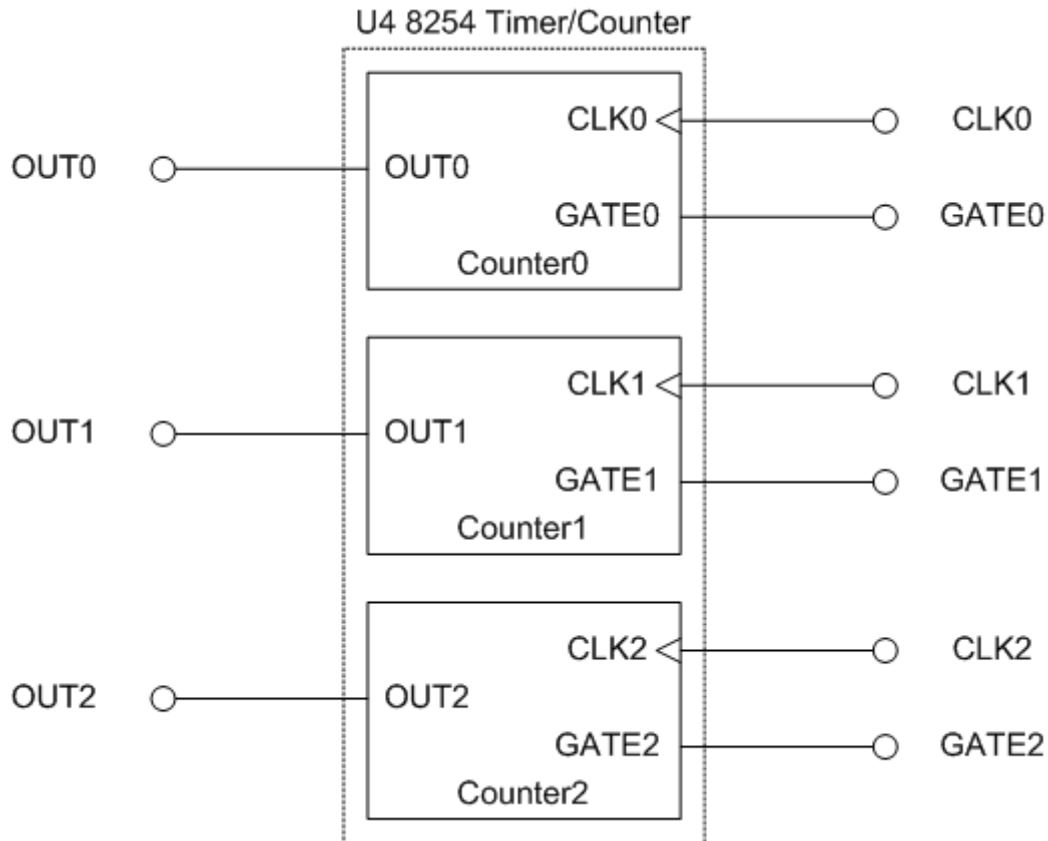 U4 8254 Timer/Counter
CLK0
CLK0
OUT0
OUT0
GATE0
GATE0
Counter0
CLK1
CLK1
OUT1
OUT1
GATE1
GATE1
Counter1
CLK2
CLK2
OUT2
OUT2
GATE2
GATE2
Counter2